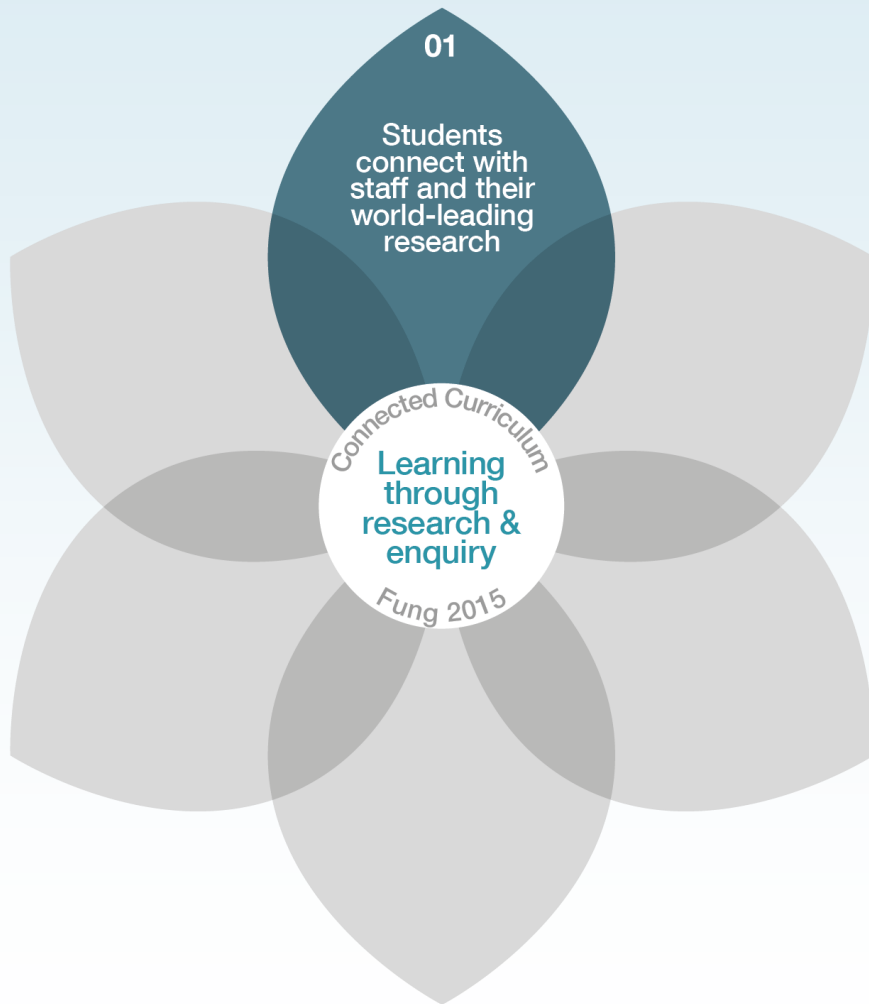 01
Students
connect with
staff and their
world-leading
research
Connected Curriculum
Learning
through
research &
enquiry
Fung 2015